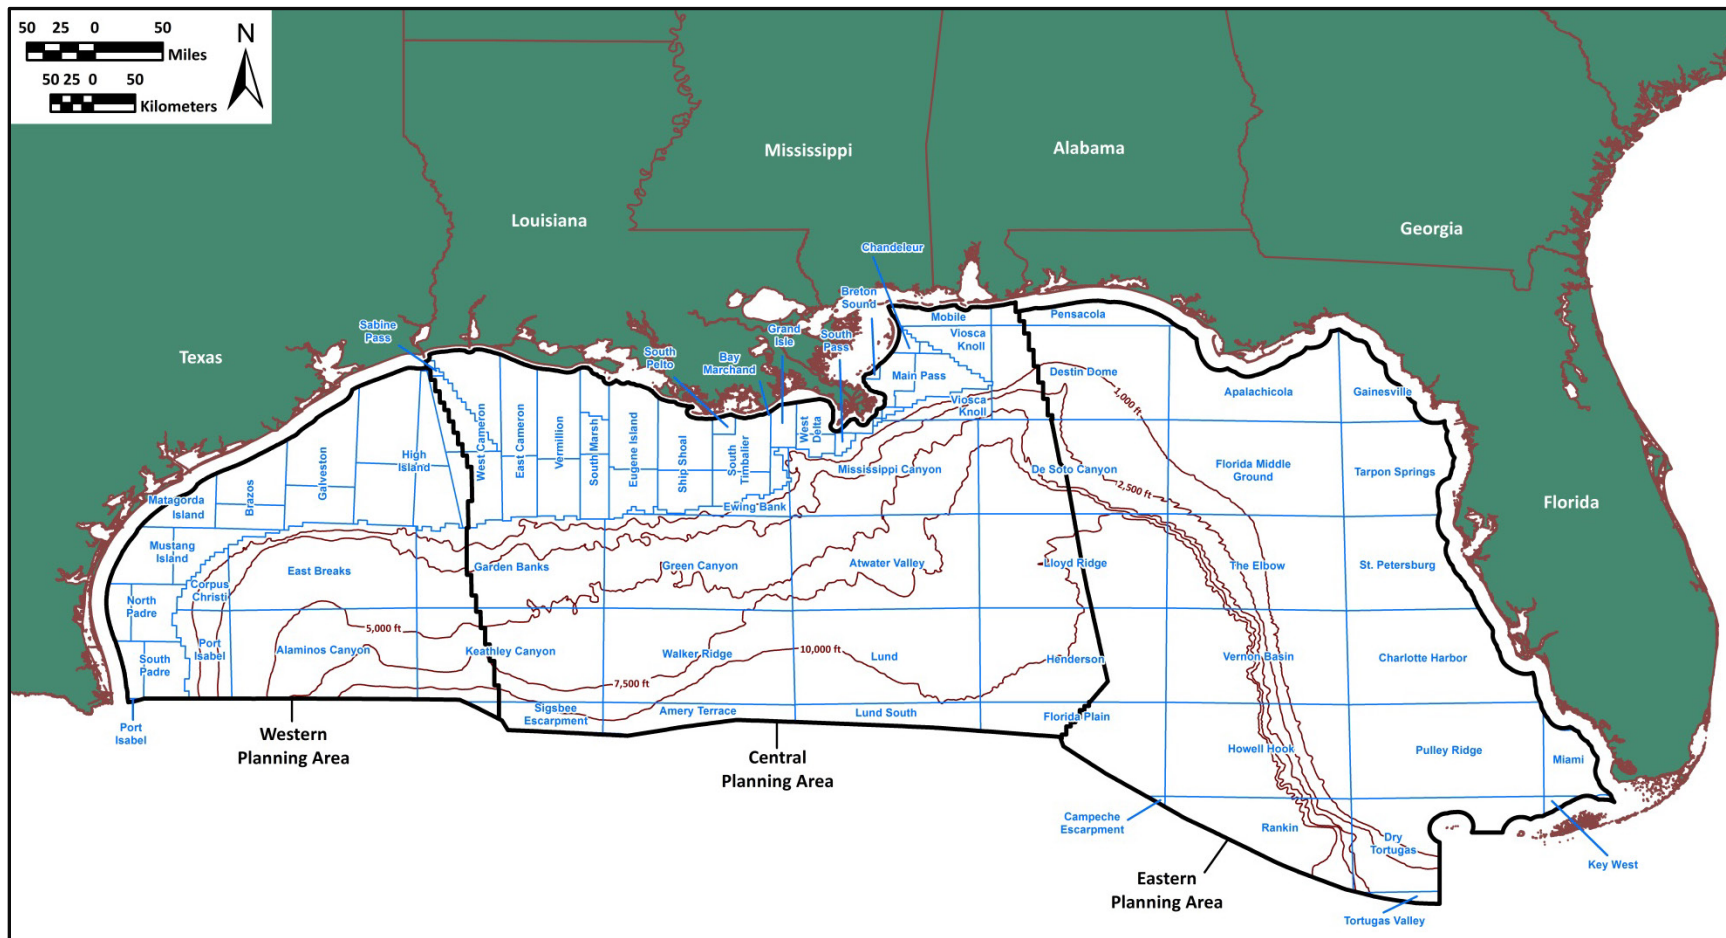 50 25 0 50
Miles
50 25 0 50
Kilometers
N
Mississippi
Alabama
Louisiana
Georgia
Texas
Florida
Chandeleur
Breton
Sound
Sabine
Pass
South
Pelto
Bay
Marchand
Grand
Isle
South
Pass
Mobile
Pensacola
Viosca
Knoll
Main Pass
Destin Dome
Viosca
Knoll
1,000 ft
Apalachicola
Gainesville
Matagorda
Island
Brazos
Galveston
High
Island
West Cameron
East Cameron
Vermillion
South Marsh
Eugene Island
Ship Shoal
South
Timbalier
West
Delta
Mississippi Canyon
De Soto Canyon
2,500 ft
Florida Middle
Ground
Tarpon Springs
Ewing Bank
Mustang
Island
Corpus
Christi
East Breaks
Garden Banks
Green Canyon
Atwater Valley
Lloyd Ridge
The Elbow
St. Petersburg
North
Padre
5,000 ft
Port
Isabel
South
Padre
Alaminos Canyon
Keathley Canyon
Walker Ridge
10,000 ft
Lund
Henderson
Vernon Basin
Charlotte Harbor
7,500 ft
Port
Isabel
Sigsbee
Escarpment
Amery Terrace
Lund South
Florida Plain
Howell Hook
Pulley Ridge
Miami
Western
Planning Area
Central
Planning Area
Campeche
Escarpment
Rankin
Dry
Tortugas
Key West
Eastern
Planning Area
Tortugas Valley